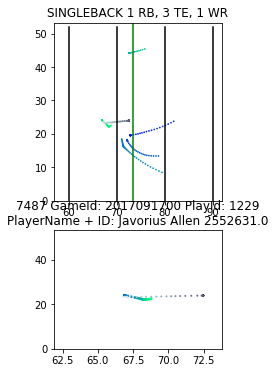 SINGLEBACK 1 RB, 3 TE, 1 WR
50
40
30
20
10
0
60 70 80 90
7487 GameId: 2017091700 PlayId: 1229
PlayerName + ID: Javorius Allen 2552631.0
40
20
0
62.5 65.0 67.5 70.0 72.5